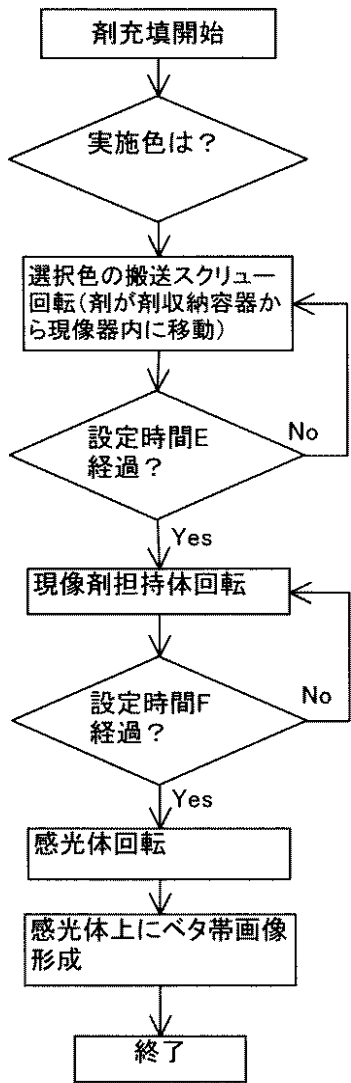 剤充填開始
実施色は？
選択色の搬送スクリュー
回転(剤が剤収納容器か
ら現像器内に移動)
設定時間E
経過？
No
Yes
現像剤担持体回転
設定時間F
経過？
No
Yes
感光体回転
感光体上にベタ帯画像
形成
終了